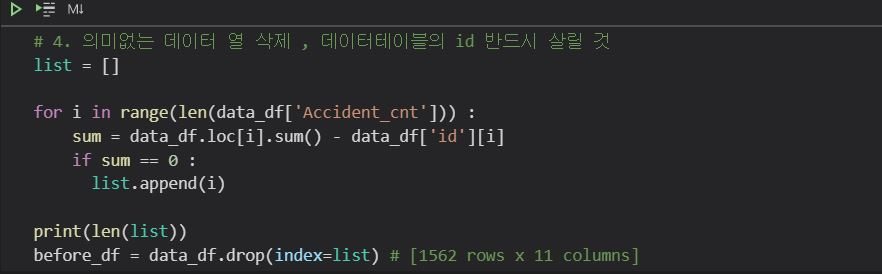 M↓
# 4. 의미없는 데이터 열 삭제 , 데이터테이블의 id 반드시 살릴 것
list = []
for i in range(len(data_df['Accident_cnt'])) :
    sum = data_df.loc[i].sum() - data_df['id'][i]
    if sum == 0 :
      list.append(i)
print(len(list))
before_df = data_df.drop(index=list) # [1562 rows x 11 columns]